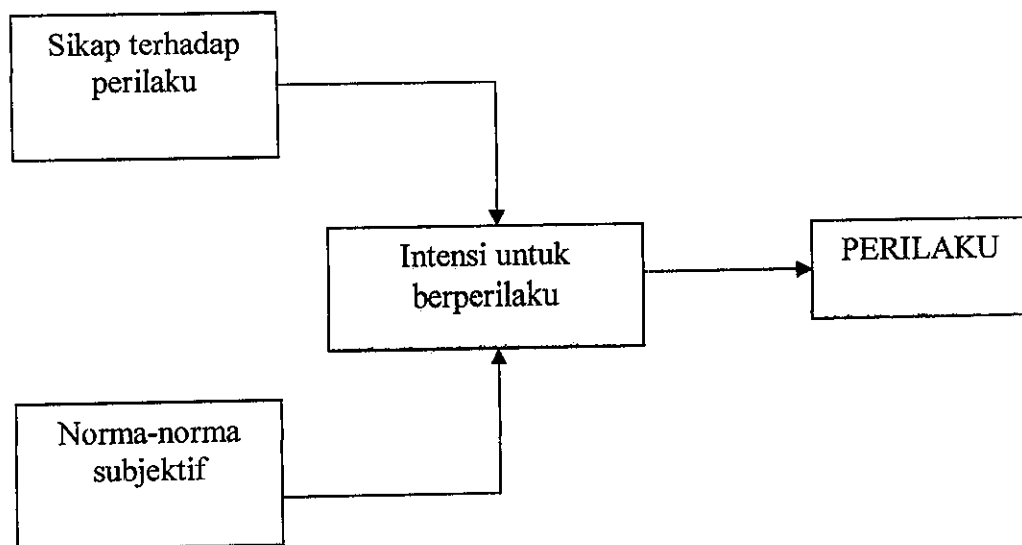 Sikap terhadap
perilaku
Intensi untuk
berperilaku
PERILAKU
Norma-norma
subjektif